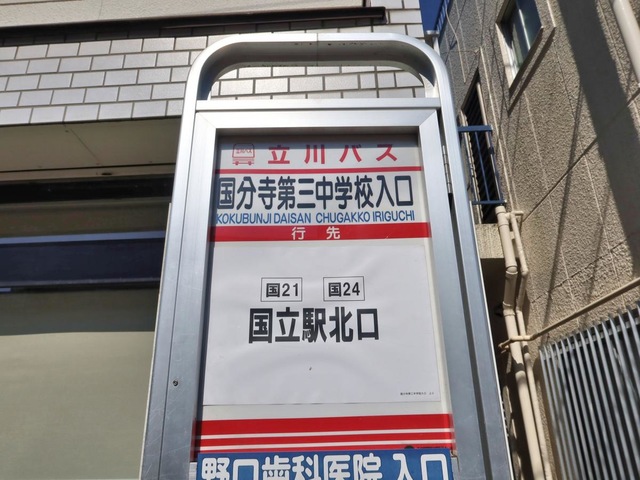 立川バス
国分寺第三中学校入口
KOKUBUNJI DAISAN CHUGAKKO IRIGUCHI
行先
国21 国24
国立駅北口
野口歯科医院 入口